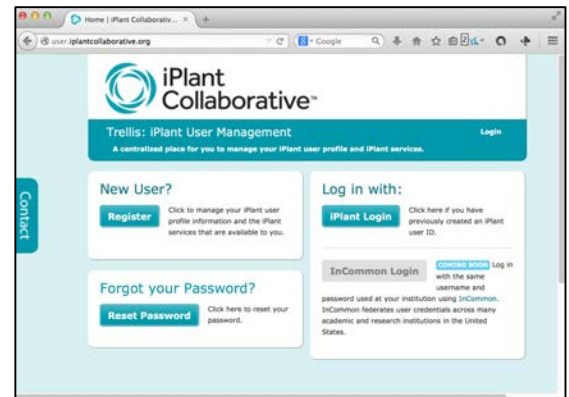 Home | iPlant Collaborativ...
user.iplantcollaborative.org
Google
iPlant
Collaborative™
Trellis: iPlant User Management
Login
A centralized place for you to manage your iPlant user profile and iPlant services.
Contact
New User?
Register
Click to manage your iPlant user
profile information and the iPlant
services that are available to you.
Forgot your Password?
Reset Password
Click here to reset your
password.
Log in with:
iPlant Login
Click here if you have
previously created an iPlant
user ID.
InCommon Login
COMING SOON Log in
with the same
username and
password used at your institution using InCommon.
InCommon federates user credentials across many
academic and research institutions in the United
States.